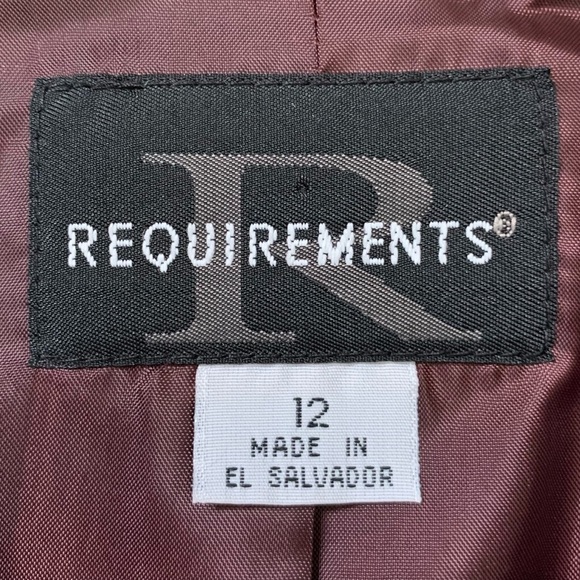 R
REQUIREMENTS®
12
MADE IN
EL SALVADOR